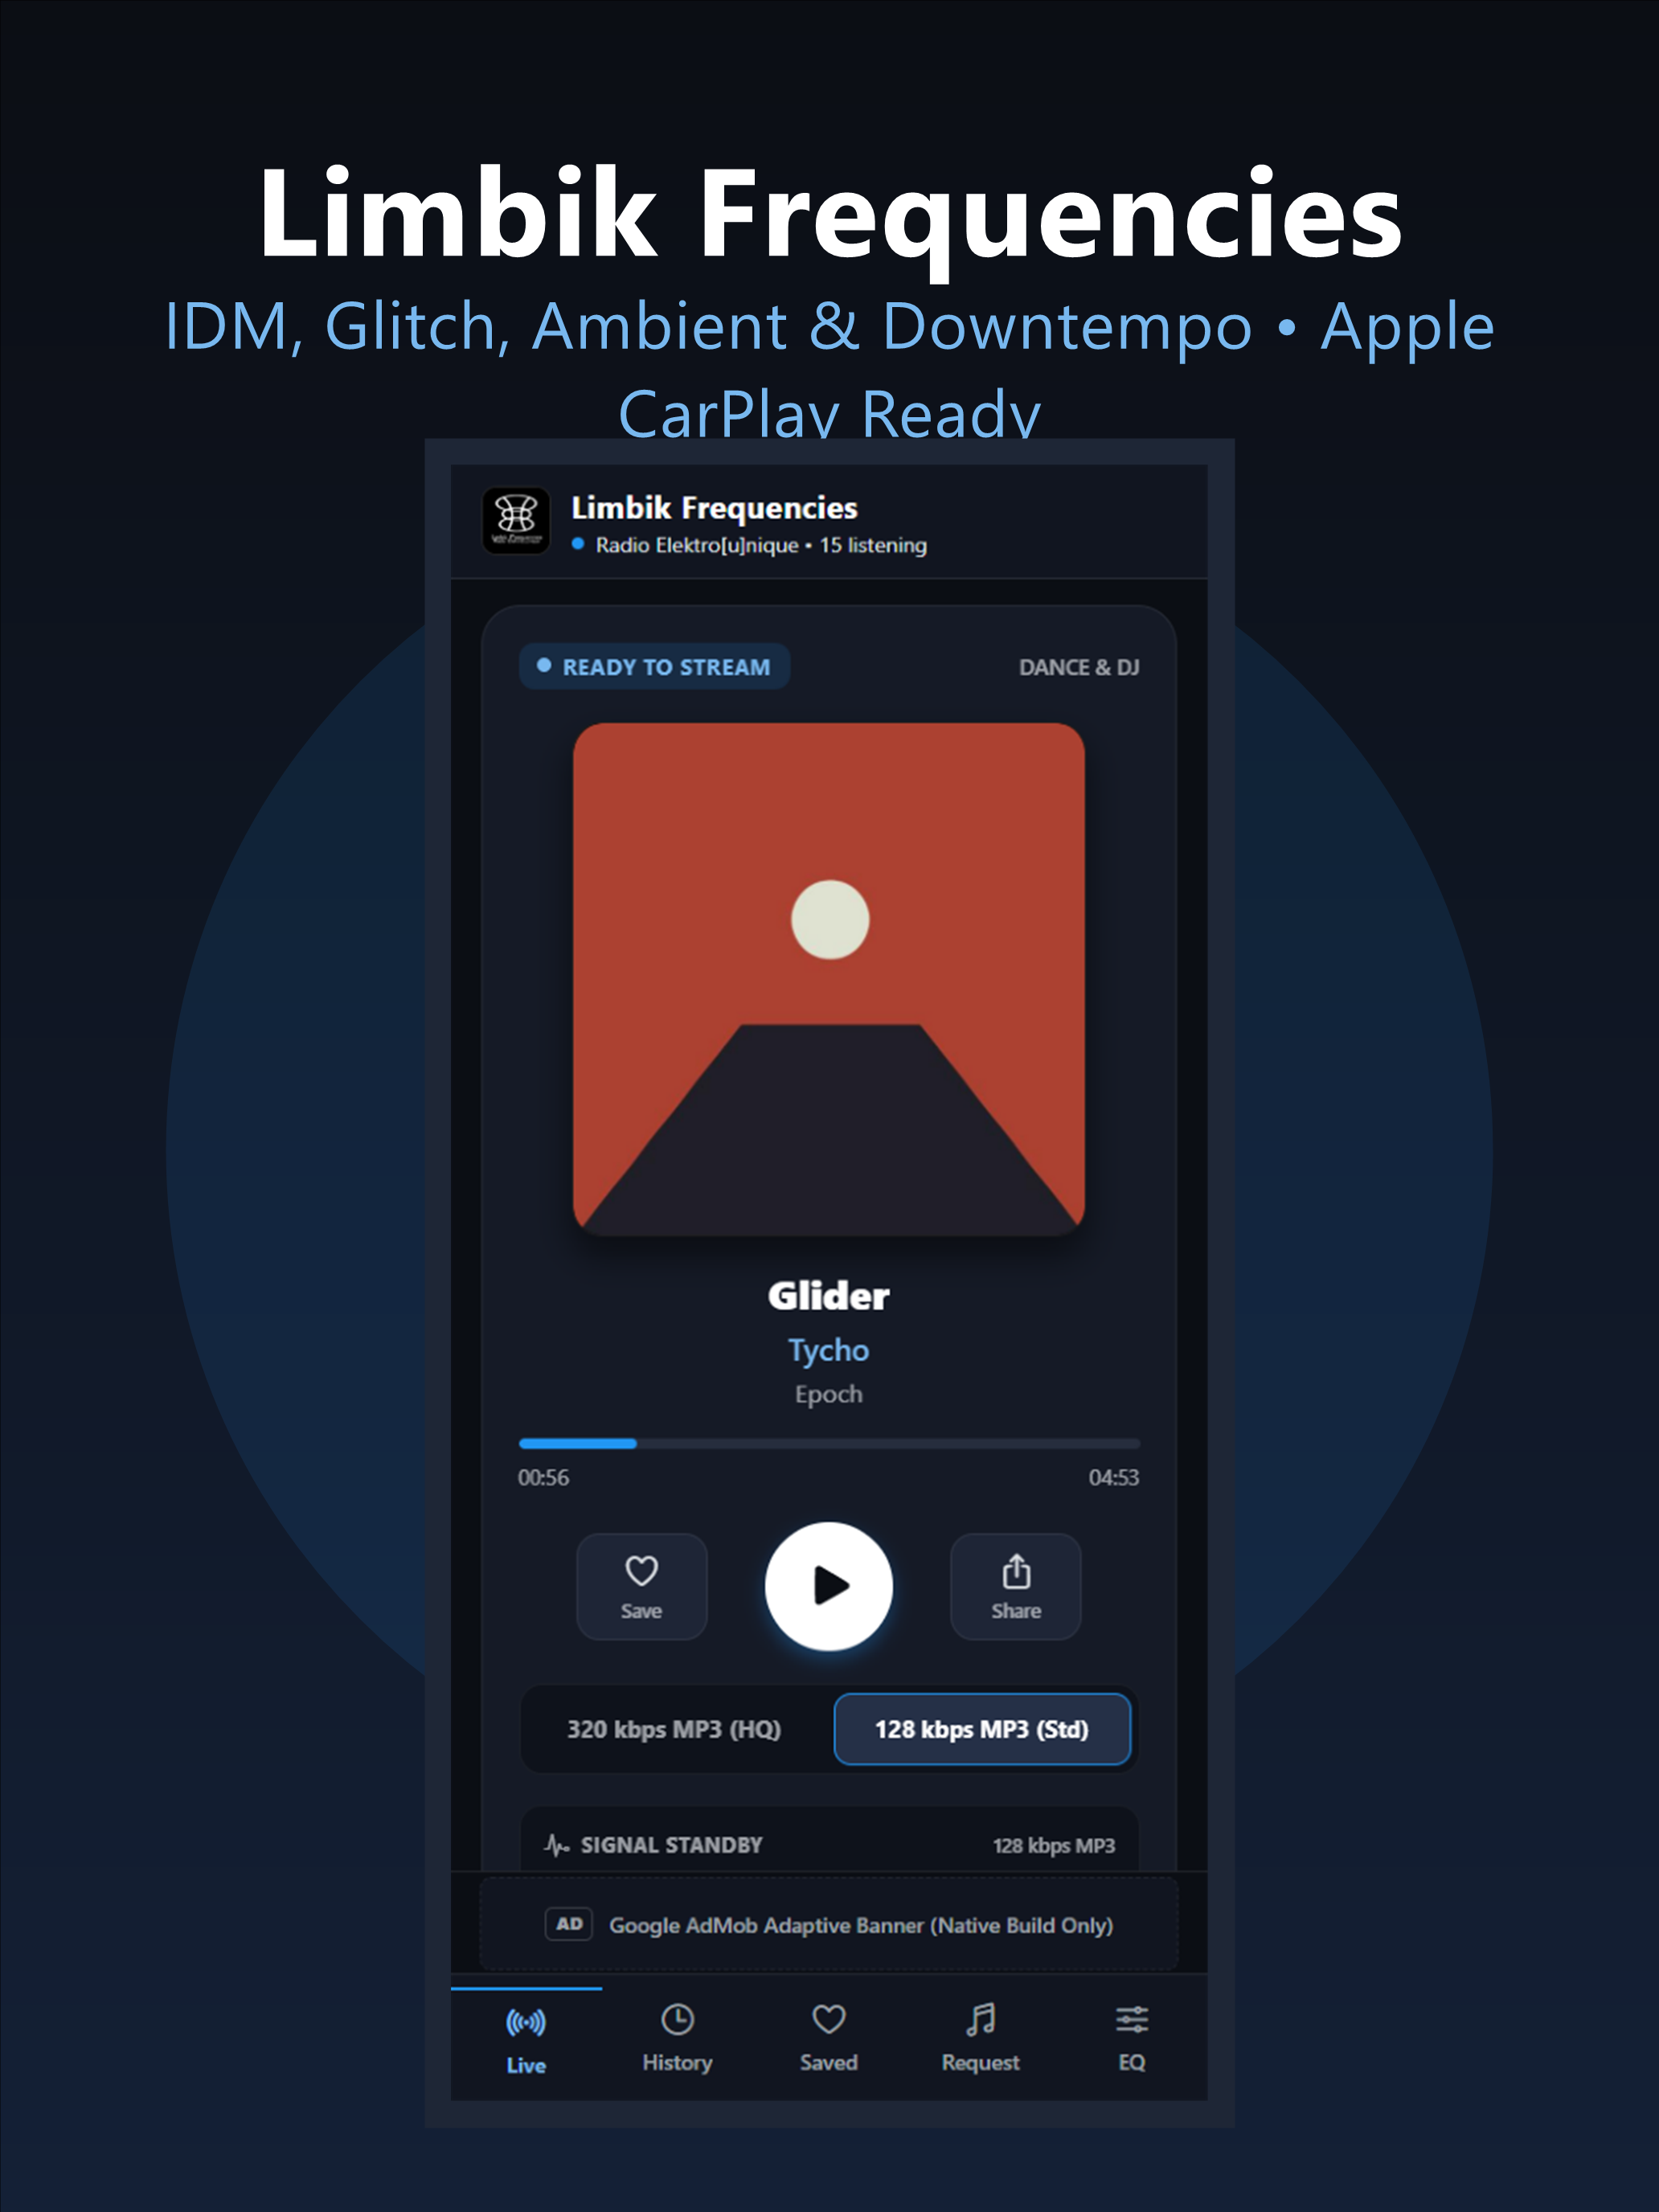 Limbik Frequencies
IDM, Glitch, Ambient & Downtempo • Apple
CarPlay Ready
Limbik Frequencies
Radio Elektro[u]nique • 15 listening
READY TO STREAM
DANCE & DJ
Glider
Tycho
Epoch
00:56
04:53
Save
Share
320 kbps MP3 (HQ)
128 kbps MP3 (Std)
SIGNAL STANDBY
128 kbps MP3
AD
Google AdMob Adaptive Banner (Native Build Only)
Live
History
Saved
Request
EQ